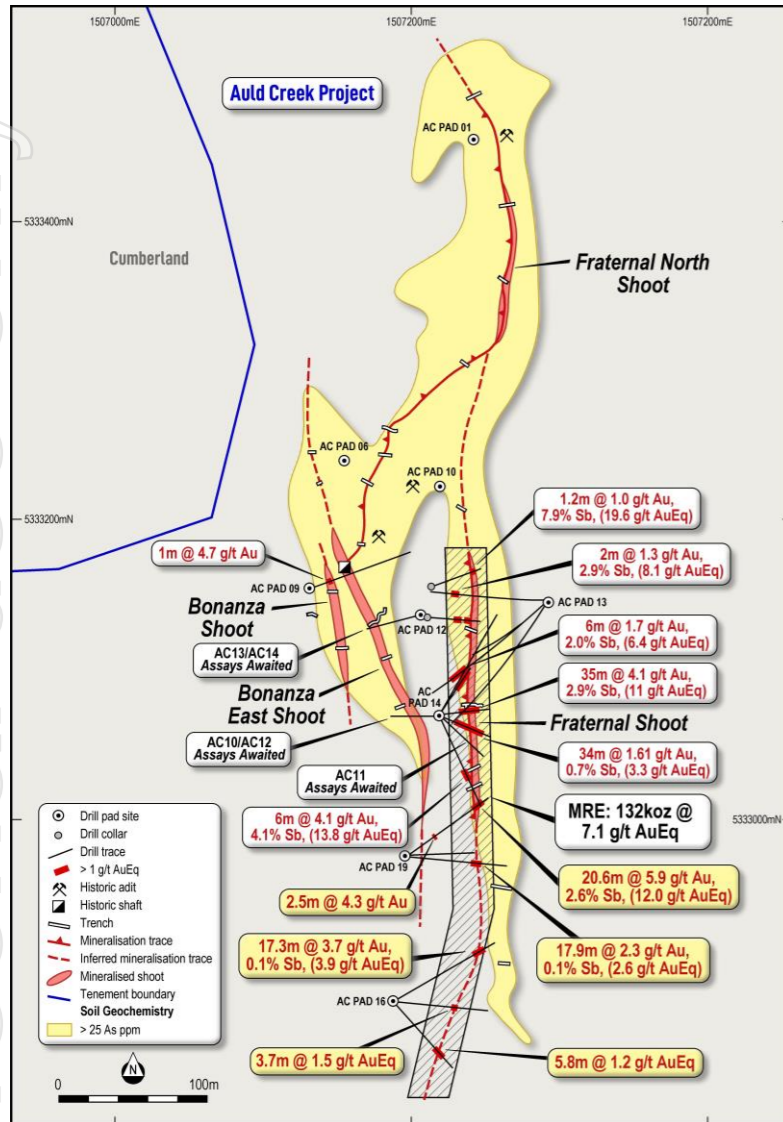 1507000mE
1507200mE
1507200mE
Auld Creek Project
AC PAD 01
5333400mN
Cumberland
Fraternal North
Shoot
AC PAD 06
AC PAD 10
5333200mN
1.2m @ 1.0 g/t Au,
7.9% Sb, (19.6 g/t AuEq)
1m @ 4.7 g/t Au
2m @ 1.3 g/t Au,
2.9% Sb, (8.1 g/t AuEq)
AC PAD 09
AC PAD 13
Bonanza
Shoot
AC PAD 12
6m @ 1.7 g/t Au,
2.0% Sb, (6.4 g/t AuEq)
AC13/AC14
Assays Awaited
35m @ 4.1 g/t Au,
2.9% Sb, (11 g/t AuEq)
Bonanza
East Shoot
AC
PAD 14
Fraternal Shoot
AC10/AC12
Assays Awaited
34m @ 1.61 g/t Au,
0.7% Sb, (3.3 g/t AuEq)
AC11
Assays Awaited
MRE: 132koz @
7.1 g/t AuEq
6m @ 4.1 g/t Au,
4.1% Sb, (13.8 g/t AuEq)
5333000mN
AC PAD 19
20.6m @ 5.9 g/t Au,
2.6% Sb, (12.0 g/t AuEq)
2.5m @ 4.3 g/t Au
17.3m @ 3.7 g/t Au,
0.1% Sb, (3.9 g/t AuEq)
17.9m @ 2.3 g/t Au,
0.1% Sb, (2.6 g/t AuEq)
AC PAD 16
3.7m @ 1.5 g/t AuEq
5.8m @ 1.2 g/t AuEq
Drill pad site
Drill collar
Drill trace
> 1 g/t AuEq
Historic adit
Historic shaft
Trench
Mineralisation trace
Inferred mineralisation trace
Mineralised shoot
Tenement boundary
Soil Geochemistry
> 25 As ppm
N
0
100m